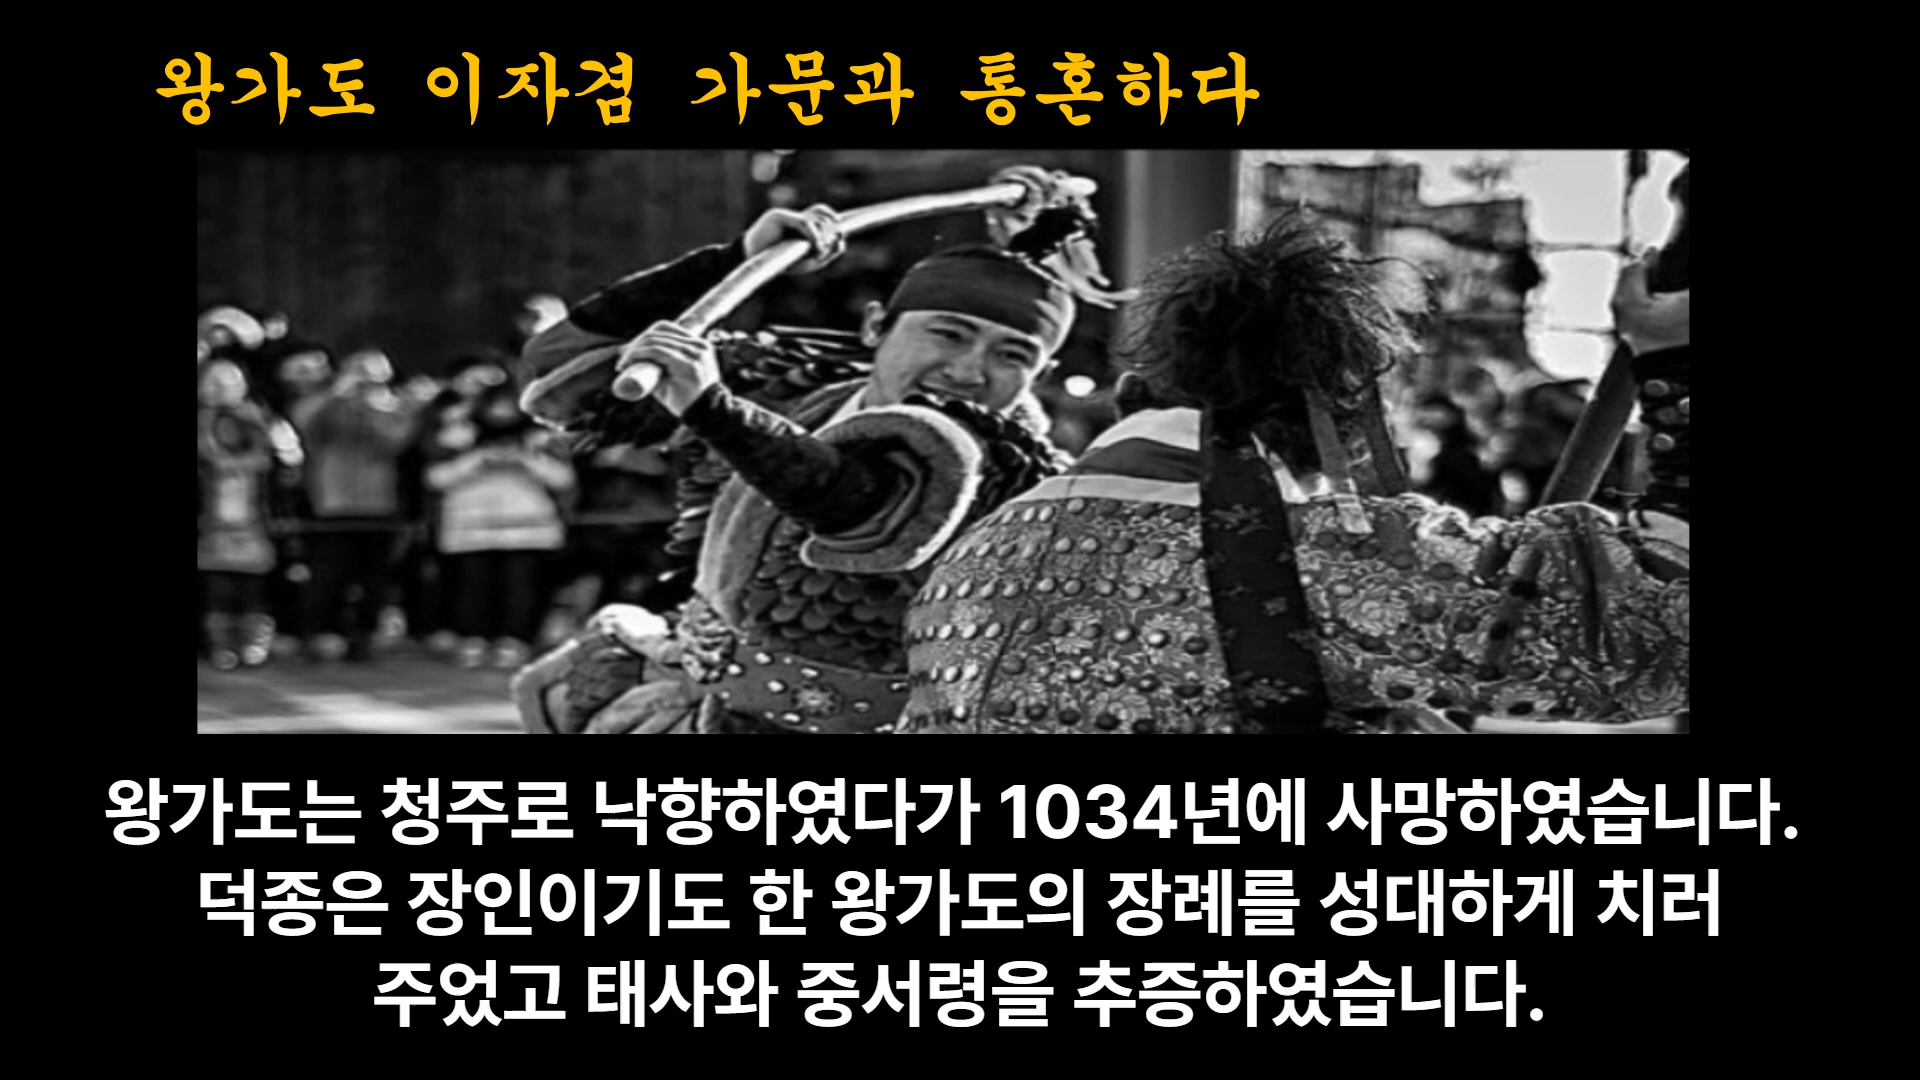 왕가도 이자겸 가문과 통혼하다
왕가도는 청주로 낙향하였다가 1034년에 사망하였습니다.
덕종은 장인이기도 한 왕가도의 장례를 성대하게 치러
주었고 태사와 중서령을 추증하였습니다.